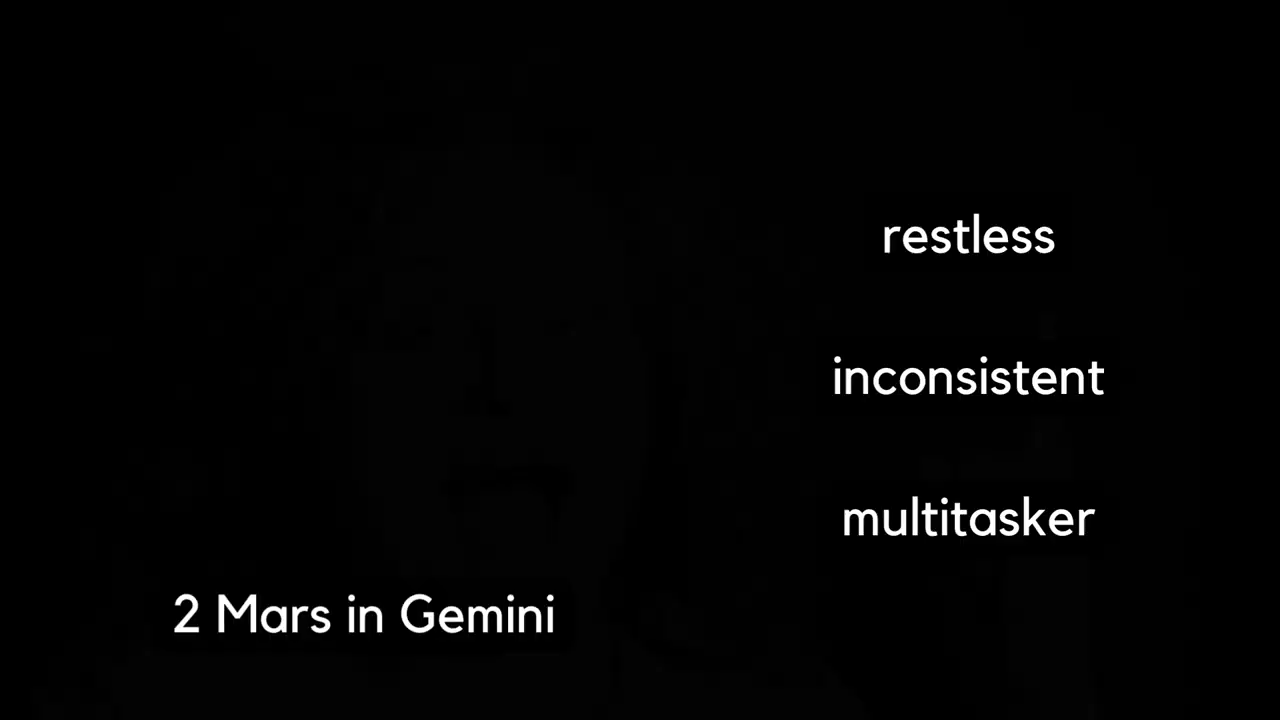 restless
inconsistent
multitasker
2 Mars in Gemini